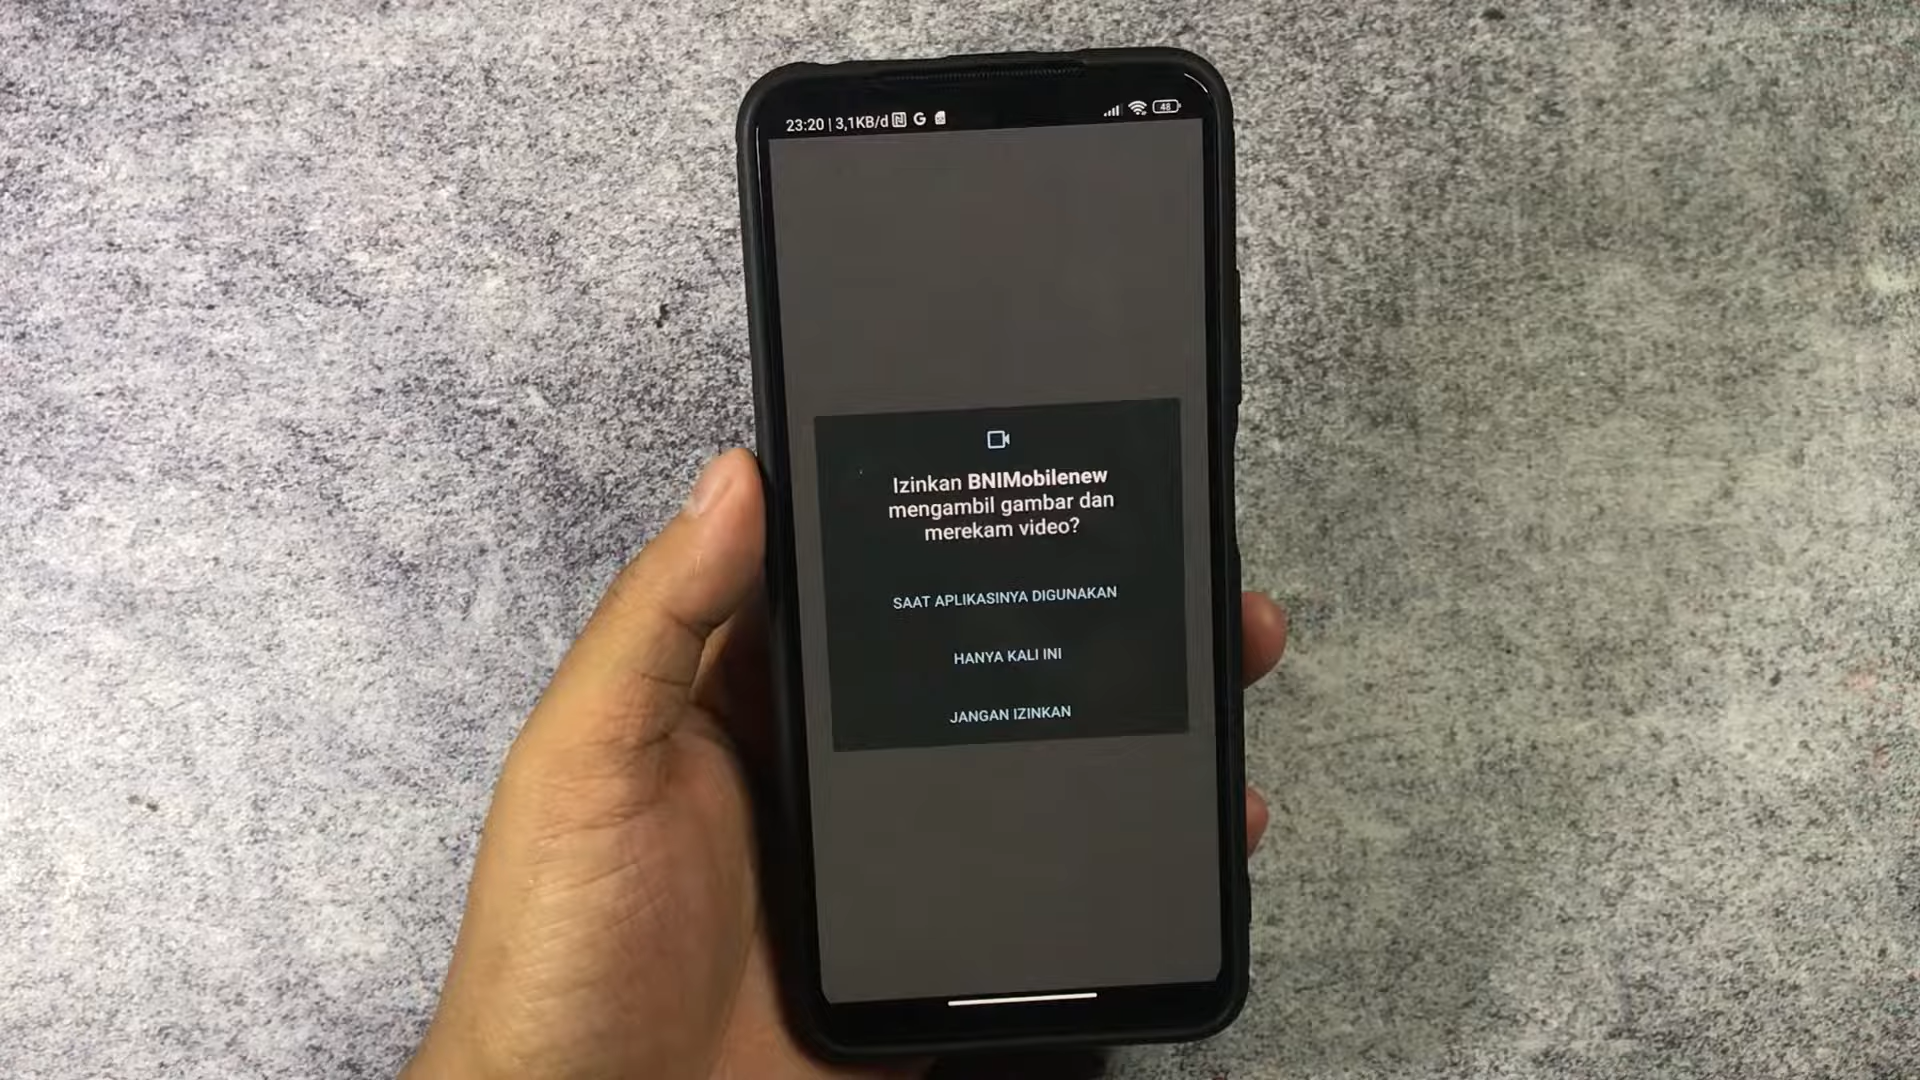 23:20 | 3,1KB/d G 48
Izinkan BNIMobilenew
mengambil gambar dan
merekam video?
SAAT APLIKASINYA DIGUNAKAN
HANYA KALI INI
JANGAN IZINKAN